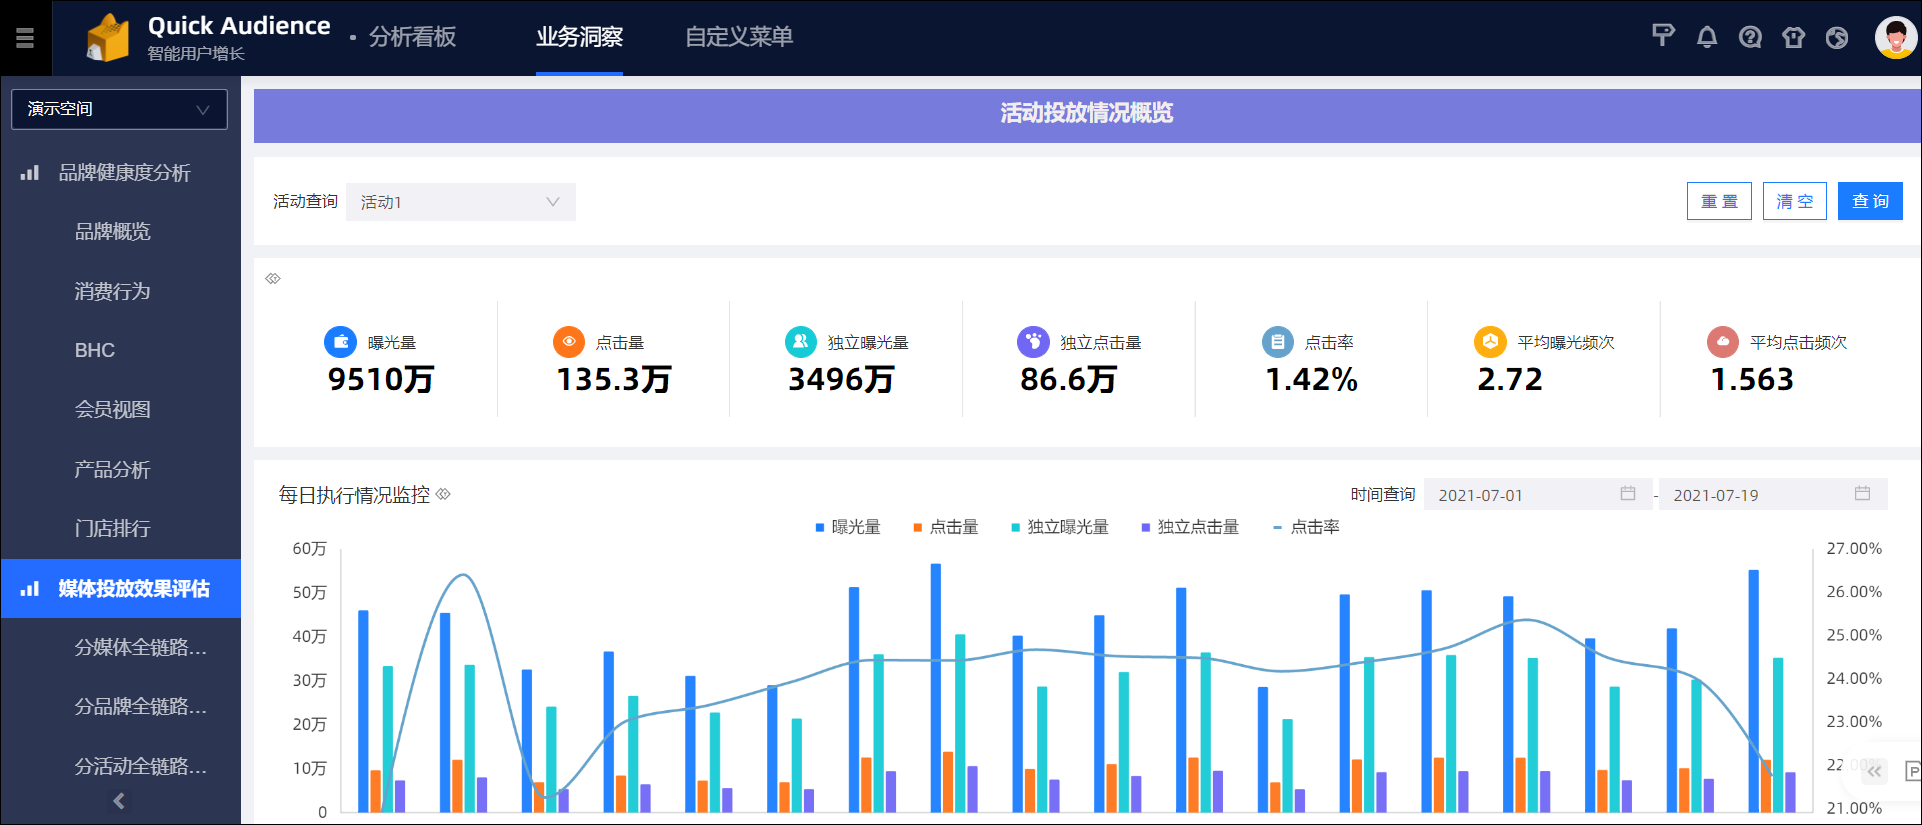 Quick Audience
智能用户增长
分析看板
业务洞察
自定义菜单
演示空间
品牌健康度分析
品牌概览
消费行为
BHC
会员视图
产品分析
门店排行
媒体投放效果评估
分媒体全链路...
分品牌全链路...
分活动全链路...
活动投放情况概览
活动查询
活动1
重 置
清 空
查 询
曝光量
9510万
点击量
135.3万
独立曝光量
3496万
独立点击量
86.6万
点击率
1.42%
平均曝光频次
2.72
平均点击频次
1.563
每日执行情况监控
时间查询
2021-07-01
-
2021-07-19
曝光量
点击量
独立曝光量
独立点击量
点击率
60万
50万
40万
30万
20万
10万
0
27.00%
26.00%
25.00%
24.00%
23.00%
22.00%
21.00%